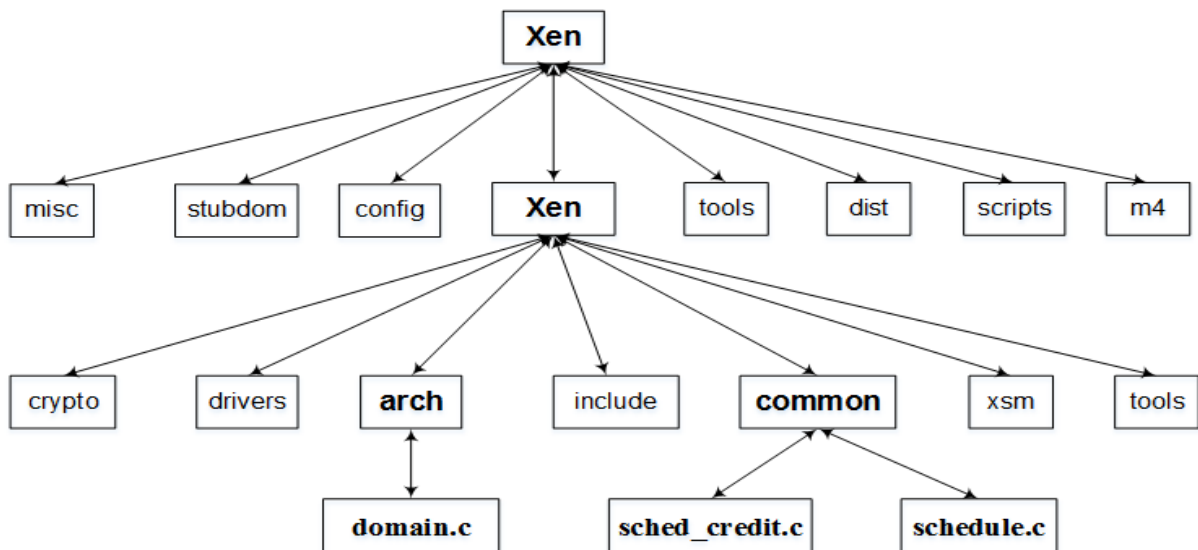 Xen
misc
stubdom
config
Xen
tools
dist
scripts
m4
crypto
drivers
arch
include
common
xsm
tools
domain.c
sched_credit.c
schedule.c